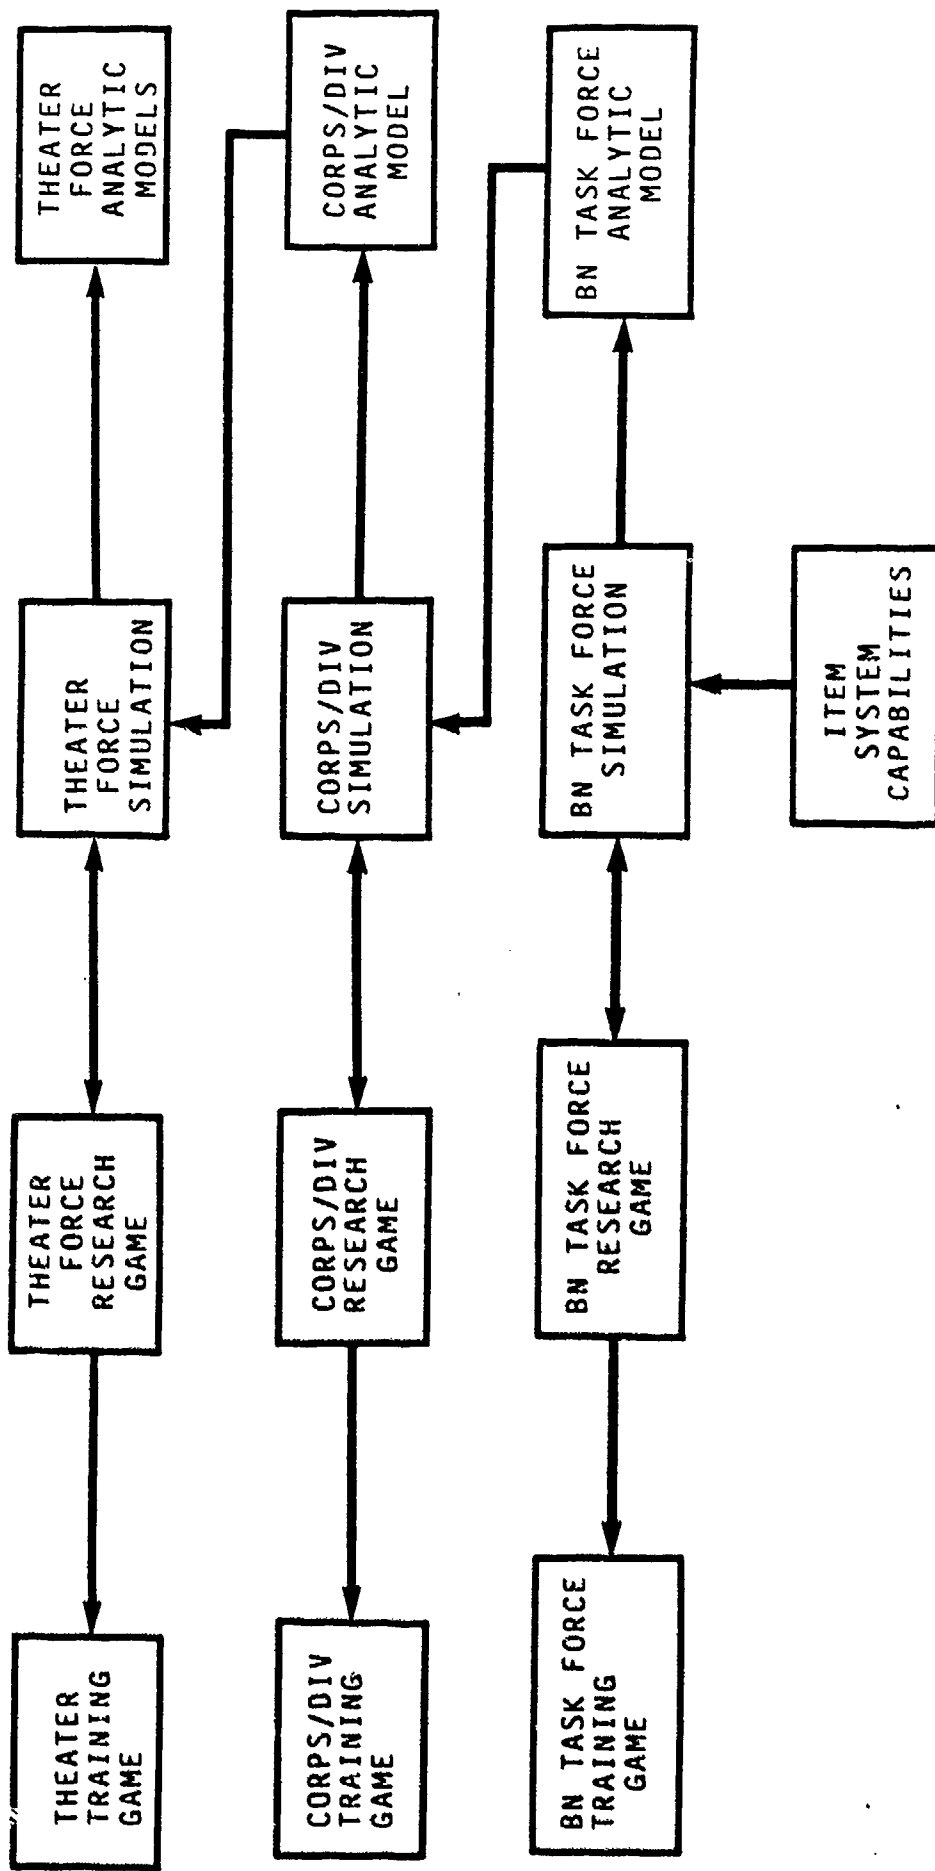 THEATER
TRAINING
GAME
THEATER
FORCE
RESEARCH
GAME
THEATER
FORCE
SIMULATION
THEATER
FORCE
ANALYTIC
MODELS
CORPS/DIV
TRAINING
GAME
CORPS/DIV
RESEARCH
GAME
CORPS/DIV
SIMULATION
CORPS/DIV
ANALYTIC
MODEL
BN TASK FORCE
TRAINING
GAME
BN TASK FORCE
RESEARCH
GAME
BN TASK FORCE
SIMULATION
BN TASK FORCE
ANALYTIC
MODEL
ITEM
SYSTEM
CAPABILITIES